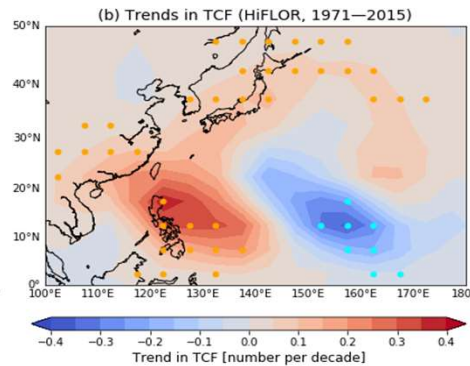 (b) Trends in TCF (HiFLOR, 1971—2015)
50°N
40°N
30°N
20°N
10°N
0°
100°E 110°E 120°E 130°E 140°E 150°E 160°E 170°E 180
−0.4 −0.3 −0.2 −0.1 0.0 0.1 0.2 0.3 0.4
Trend in TCF [number per decade]